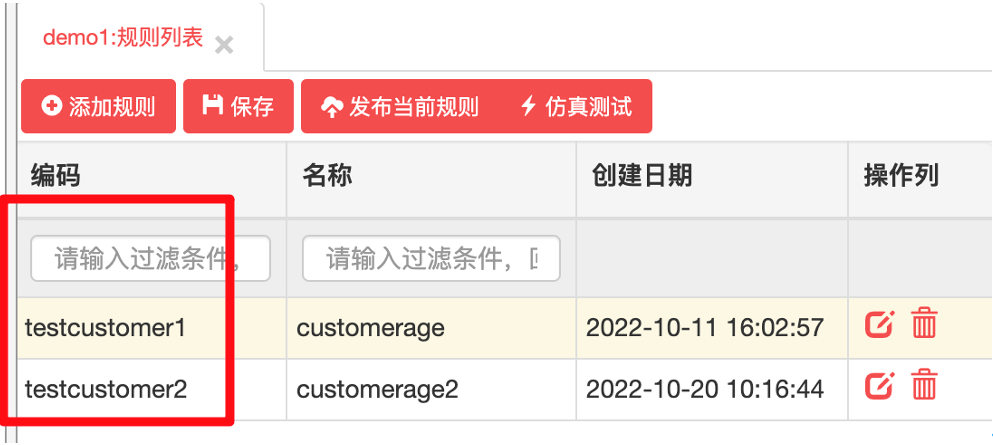 demo1:规则列表
添加规则 保存 发布当前规则 仿真测试
编码 名称 创建日期 操作列
请输入过滤条件， 请输入过滤条件，
testcustomer1 customerage 2022-10-11 16:02:57
testcustomer2 customerage2 2022-10-20 10:16:44